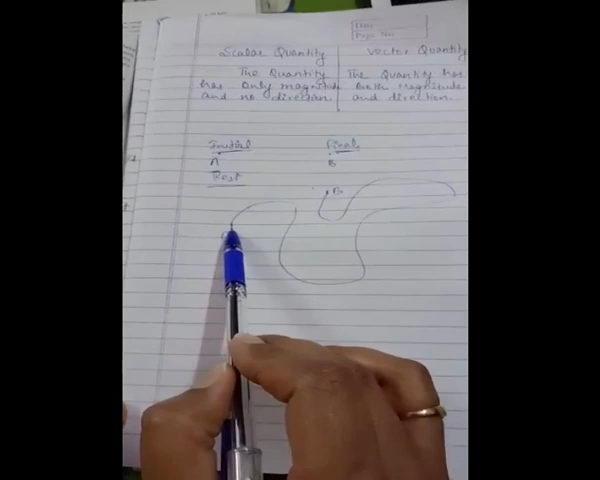 Date
Page No
Scalar Quantity
Vector Quantity
The Quantity
has only magnitude
and no direction
The Quantity has
Both Magnitude
and direction.
Initial
Final
A
B
Rest
B